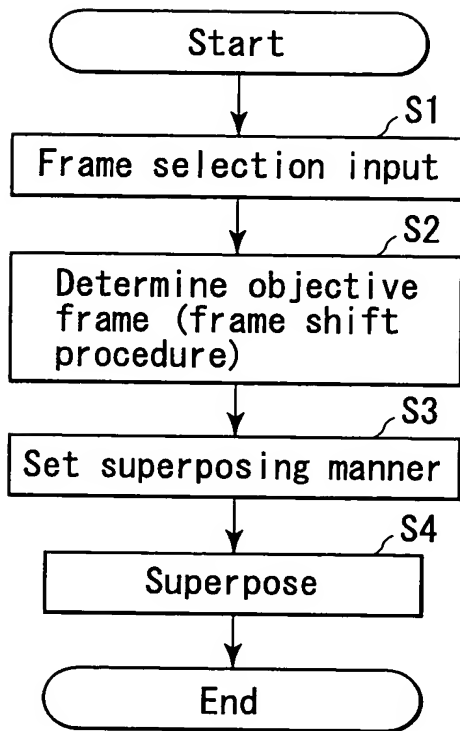 Start
S1
Frame selection input
S2
Determine objective
frame (frame shift
procedure)
S3
Set superposing manner
S4
Superpose
End